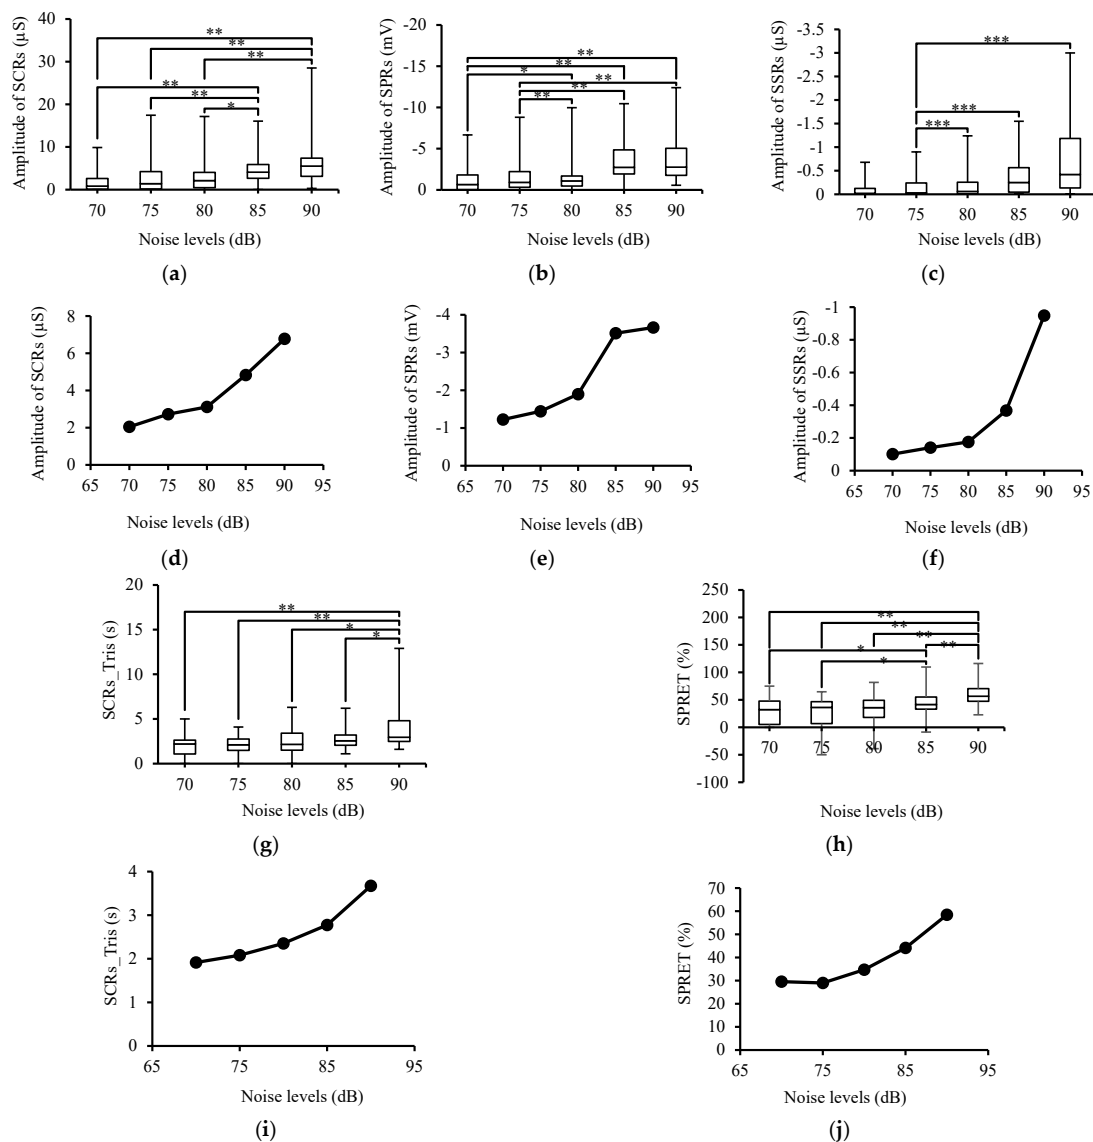 Amplitude of SCRs (µS)
40
30
20
10
0
** 
**
**
**
**
*
70 75 80 85 90
Noise levels (dB)
(a)
Amplitude of SPRs (mV)
-20
-15
-10
-5
0
**
**
*
**
**
**
70 75 80 85 90
Noise levels (dB)
(b)
Amplitude of SSRs (µS)
-3.5
-3
-2.5
-2
-1.5
-1
-0.5
0
***
***
***
70 75 80 85 90
Noise levels (dB)
(c)
Amplitude of SCRs (µS)
8
6
4
2
0
65 70 75 80 85 90 95
Noise levels (dB)
(d)
Amplitude of SPRs (mV)
-4
-3
-2
-1
0
65 70 75 80 85 90 95
Noise levels (dB)
(e)
Amplitude of SSRs (µS)
-1
-0.8
-0.6
-0.4
-0.2
0
65 70 75 80 85 90 95
Noise levels (dB)
(f)
SCRs_Tris (s)
20
15
10
5
0
**
**
*
*
70 75 80 85 90
Noise levels (dB)
(g)
SPRET (%)
250
200
150
100
50
0
-50
-100
**
**
**
*
**
*
70 75 80 85 90
Noise levels (dB)
(h)
SCRs_Tris (s)
4
3
2
1
0
65 70 75 80 85 90 95
Noise levels (dB)
(i)
SPRET (%)
70
60
50
40
30
20
10
0
65 70 75 80 85 90 95
Noise levels (dB)
(j)